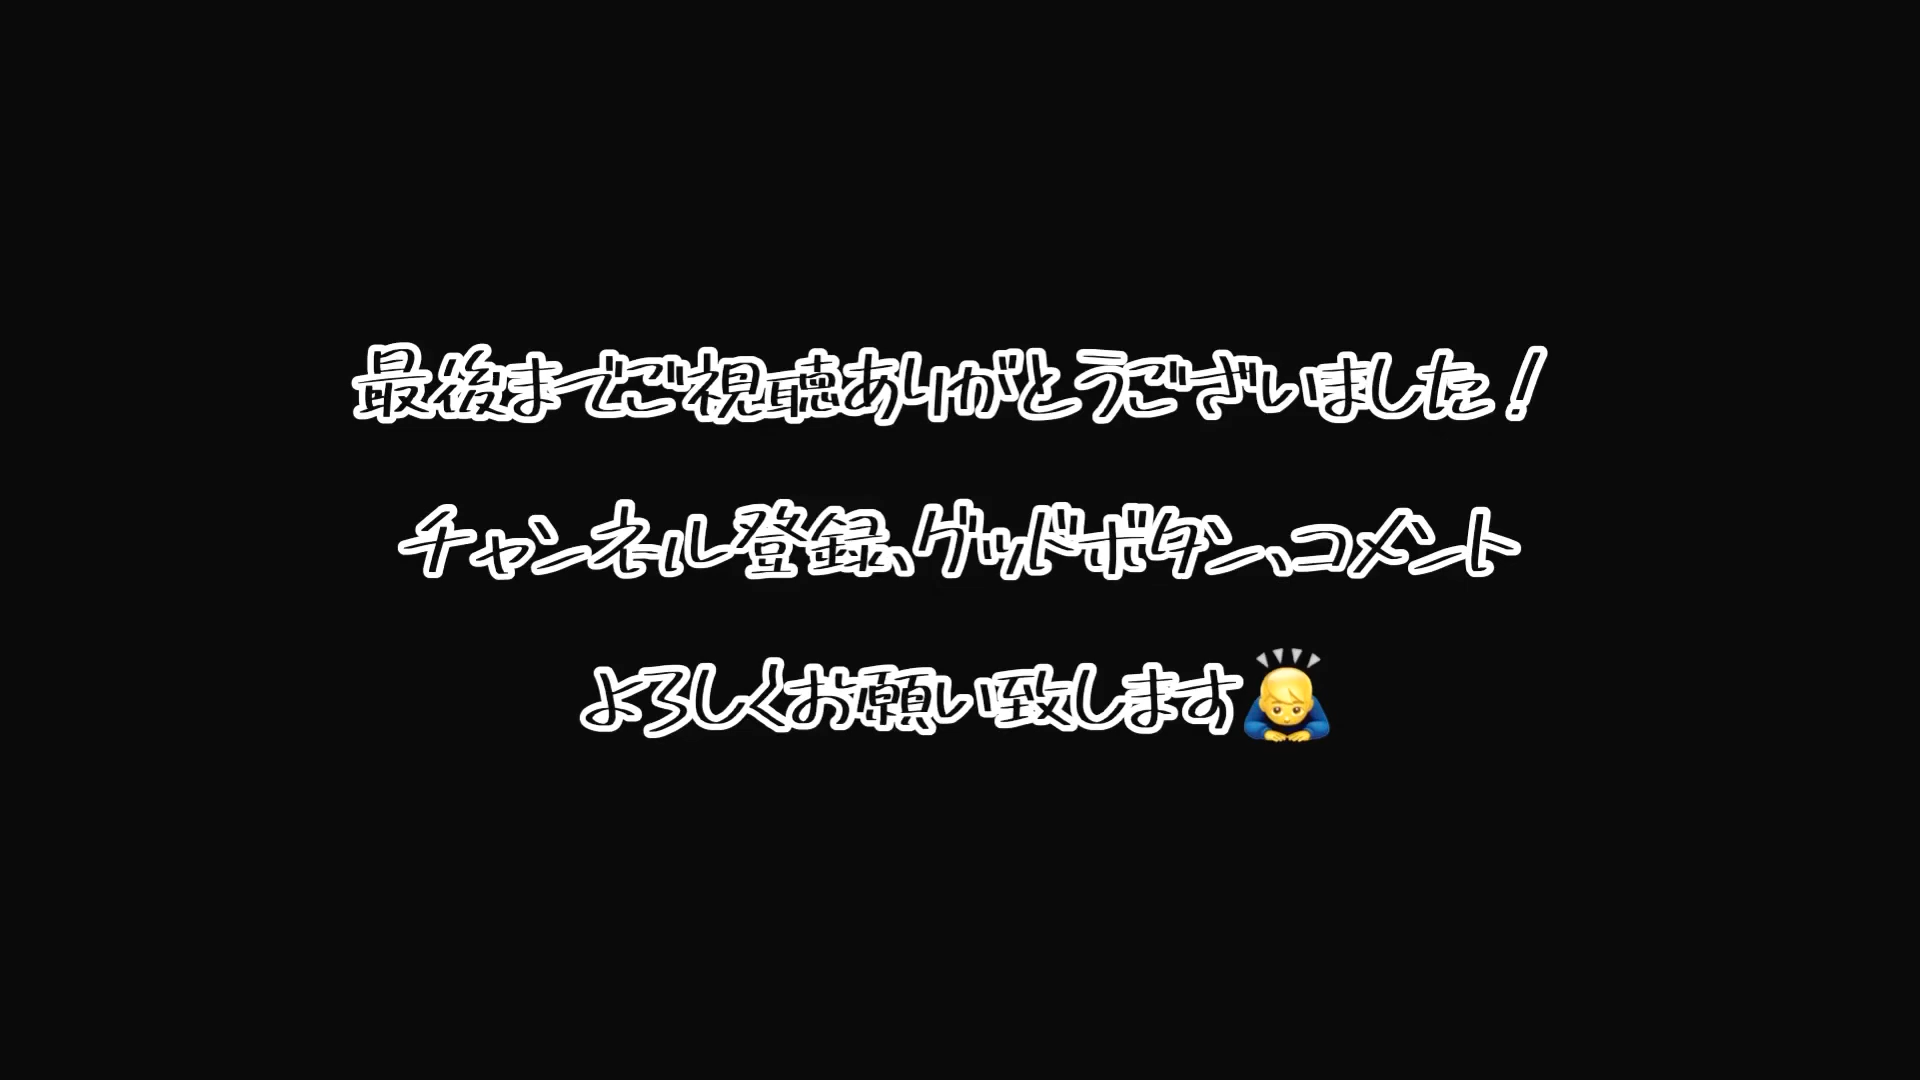 最後までご視聴ありがとうございました!
チャンネル登録、グッドボタン、コメント
よろしくお願い致します🙇